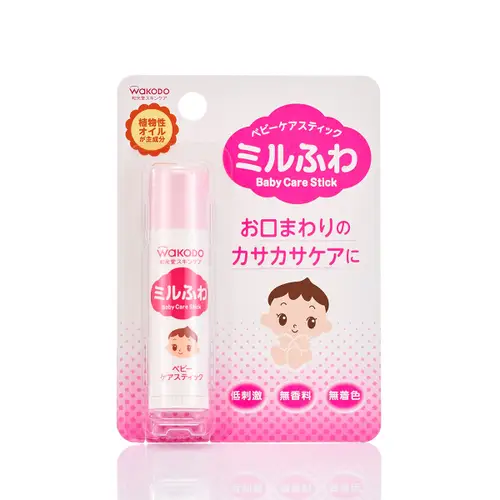 wakodo
和光堂スキンケア
植物性
オイル
が主成分
ベビーケアスティック
ミルふわ
Baby Care Stick
お口まわりの
カサカサケアに
低刺激
無香料
無着色
wakodo
和光堂スキンケア
ミルふわ
Baby Care Stick
ベビー
ケアスティック